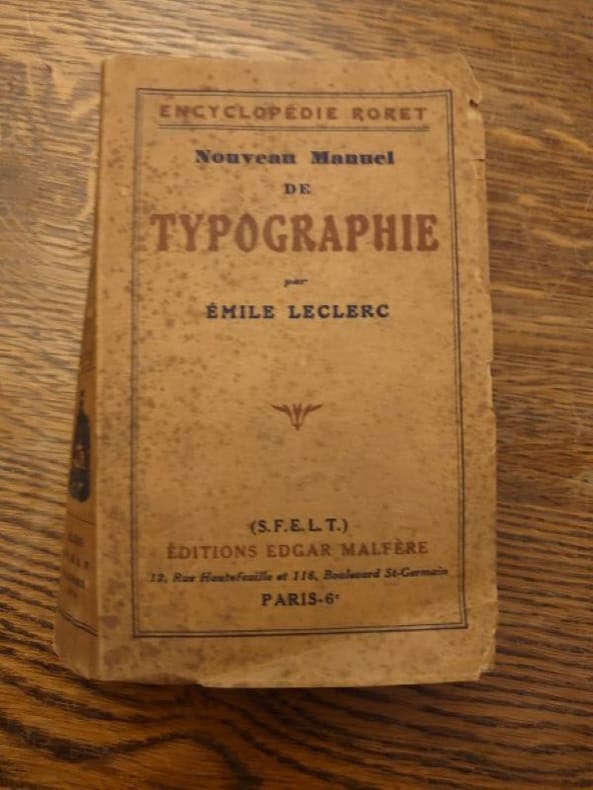 ENCYCLOPÉDIE RORET
Nouveau Manuel
DE
TYPOGRAPHIE
par
ÉMILE LECLERC
(S.F.E.L.T.)
ÉDITIONS EDGAR MALFÈRE
12, Rue Hautefeuille et 116, Boulevard St-Germain
PARIS-6ᵉ